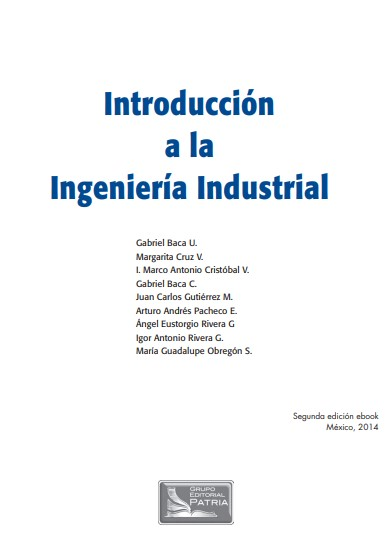 Introducción
a la
Ingeniería Industrial
Gabriel Baca U.
Margarita Cruz V.
I. Marco Antonio Cristóbal V.
Gabriel Baca C.
Juan Carlos Gutiérrez M.
Arturo Andrés Pacheco E.
Ángel Eustorgio Rivera G
Igor Antonio Rivera G.
María Guadalupe Obregón S.
Segunda edición ebook
México, 2014
GRUPO
EDITORIAL
PATRIA